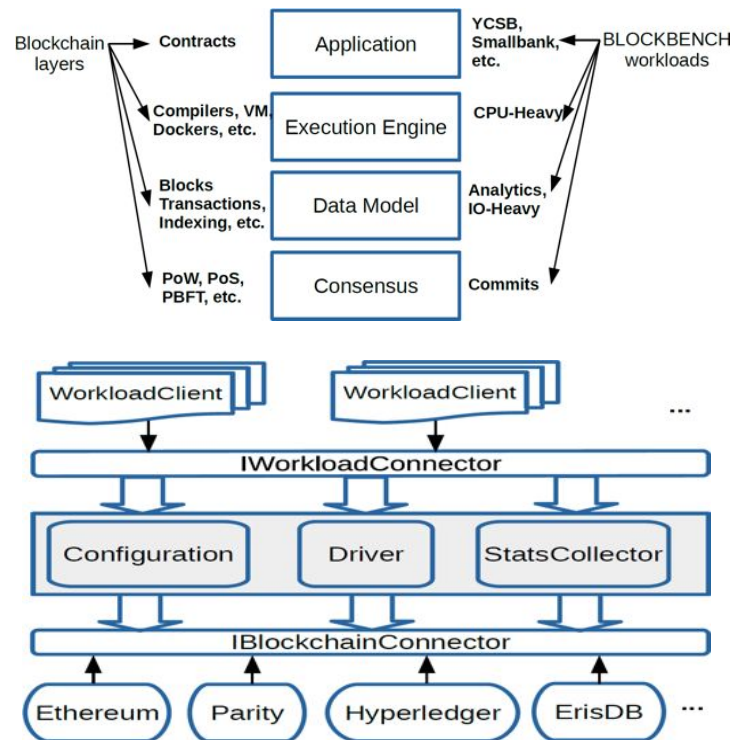 Blockchain
layers
Contracts
Application
YCSB,
Smallbank,
etc.
BLOCKBENCH
workloads
Compilers, VM,
Dockers, etc.
Execution Engine
CPU-Heavy
Blocks
Transactions,
Indexing, etc.
Data Model
Analytics,
IO-Heavy
PoW, PoS,
PBFT, etc.
Consensus
Commits
WorkloadClient
WorkloadClient
...
IWorkloadConnector
Configuration
Driver
StatsCollector
IBlockchainConnector
Ethereum
Parity
Hyperledger
ErisDB
...